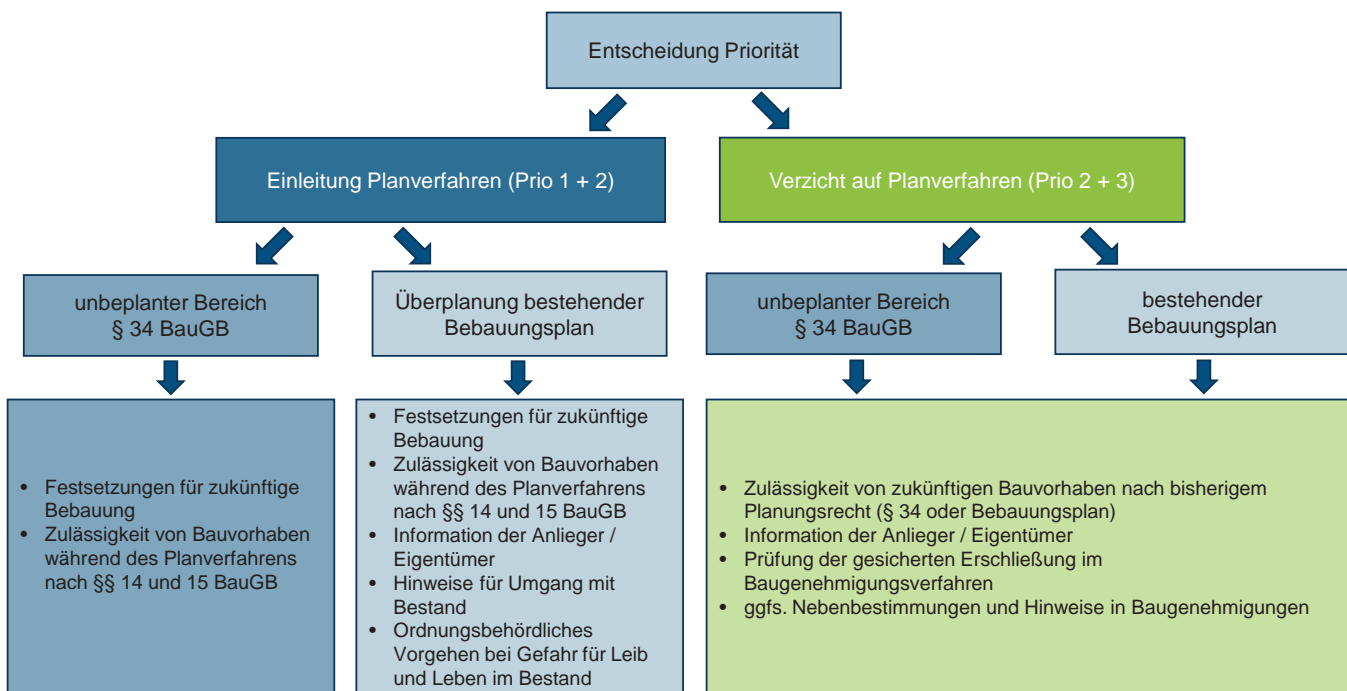 Entscheidung Priorität
Einleitung Planverfahren (Prio 1 + 2)
Verzicht auf Planverfahren (Prio 2 + 3)
unbeplanter Bereich
§ 34 BauGB
Überplanung bestehender
Bebauungsplan
unbeplanter Bereich
§ 34 BauGB
bestehender
Bebauungsplan
• Festsetzungen für zukünftige
Bebauung
• Zulässigkeit von Bauvorhaben
während des Planverfahrens
nach §§ 14 und 15 BauGB
• Festsetzungen für zukünftige
Bebauung
• Zulässigkeit von Bauvorhaben
während des Planverfahrens
nach §§ 14 und 15 BauGB
• Information der Anlieger /
Eigentümer
• Hinweise für Umgang mit
Bestand
• Ordnungsbehördliches
Vorgehen bei Gefahr für Leib
und Leben im Bestand
• Zulässigkeit von zukünftigen Bauvorhaben nach bisherigem
Planungsrecht (§ 34 oder Bebauungsplan)
• Information der Anlieger / Eigentümer
• Prüfung der gesicherten Erschließung im
Baugenehmigungsverfahren
• ggfs. Nebenbestimmungen und Hinweise in Baugenehmigungen